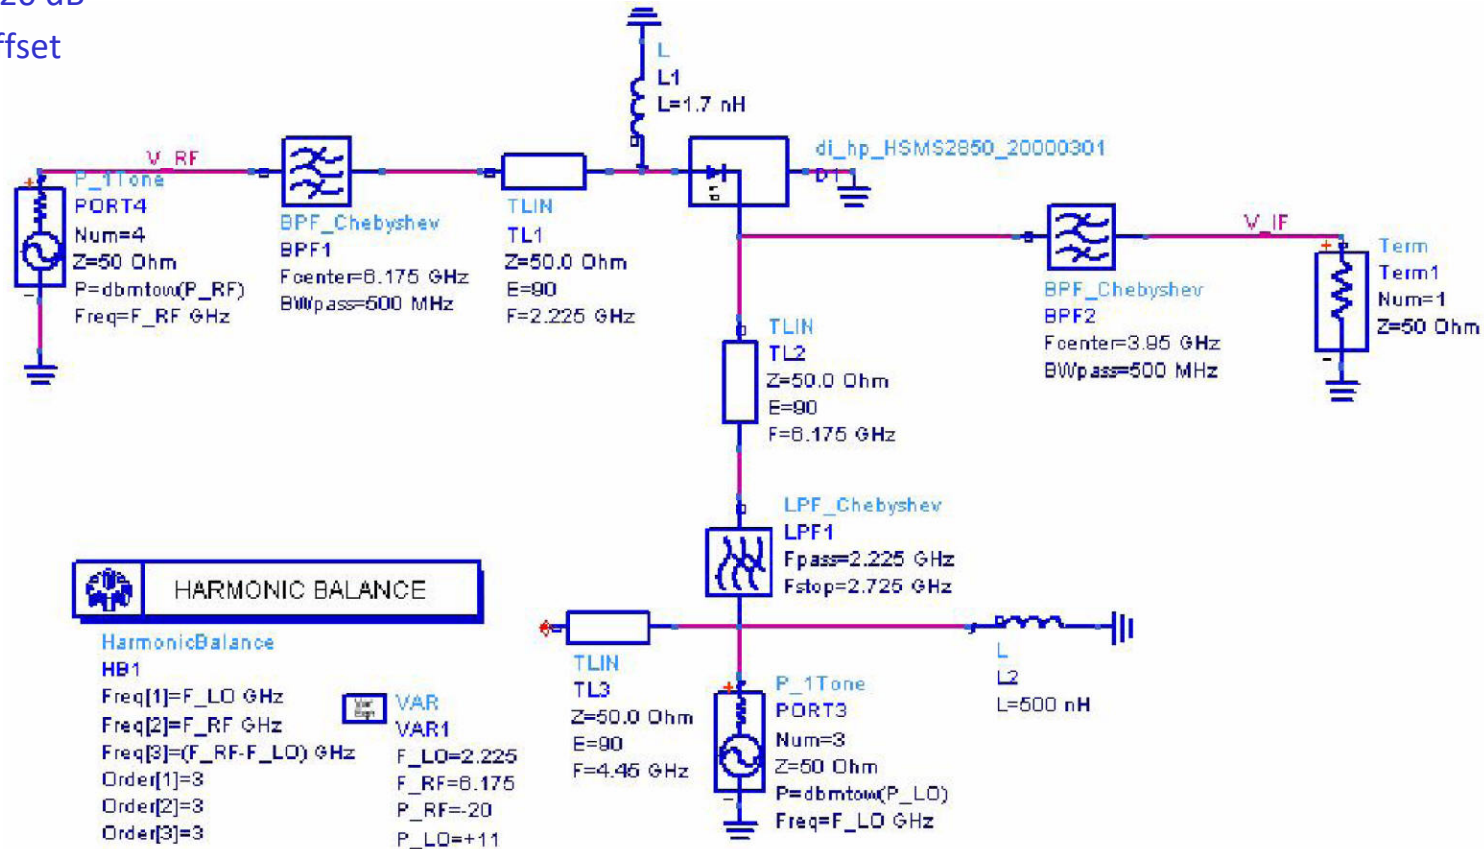 20 dB
ffset
L
L1
L=1.7 nH
di_hp_HSMS2850_20000301
D1
V_RF
P_1Tone
PORT4
Num=4
Z=50 Ohm
P=dbmtow(P_RF)
Freq=F_RF GHz
BPF_Chebyshev
BPF1
Fcenter=6.175 GHz
BWpass=500 MHz
TLIN
TL1
Z=50.0 Ohm
E=90
F=2.225 GHz
V_IF
BPF_Chebyshev
BPF2
Fcenter=3.95 GHz
BWpass=500 MHz
Term
Term1
Num=1
Z=50 Ohm
TLIN
TL2
Z=50.0 Ohm
E=90
F=6.175 GHz
LPF_Chebyshev
LPF1
Fpass=2.225 GHz
Fstop=2.725 GHz
HARMONIC BALANCE
HarmonicBalance
HB1
Freq[1]=F_LO GHz
Freq[2]=F_RF GHz
Freq[3]=(F_RF-F_LO) GHz
Order[1]=3
Order[2]=3
Order[3]=3
Var
Eqn
VAR
VAR1
F_LO=2.225
F_RF=6.175
P_RF=-20
P_LO=+11
TLIN
TL3
Z=50.0 Ohm
E=90
F=4.45 GHz
P_1Tone
PORT3
Num=3
Z=50 Ohm
P=dbmtow(P_LO)
Freq=F_LO GHz
L
L2
L=500 nH